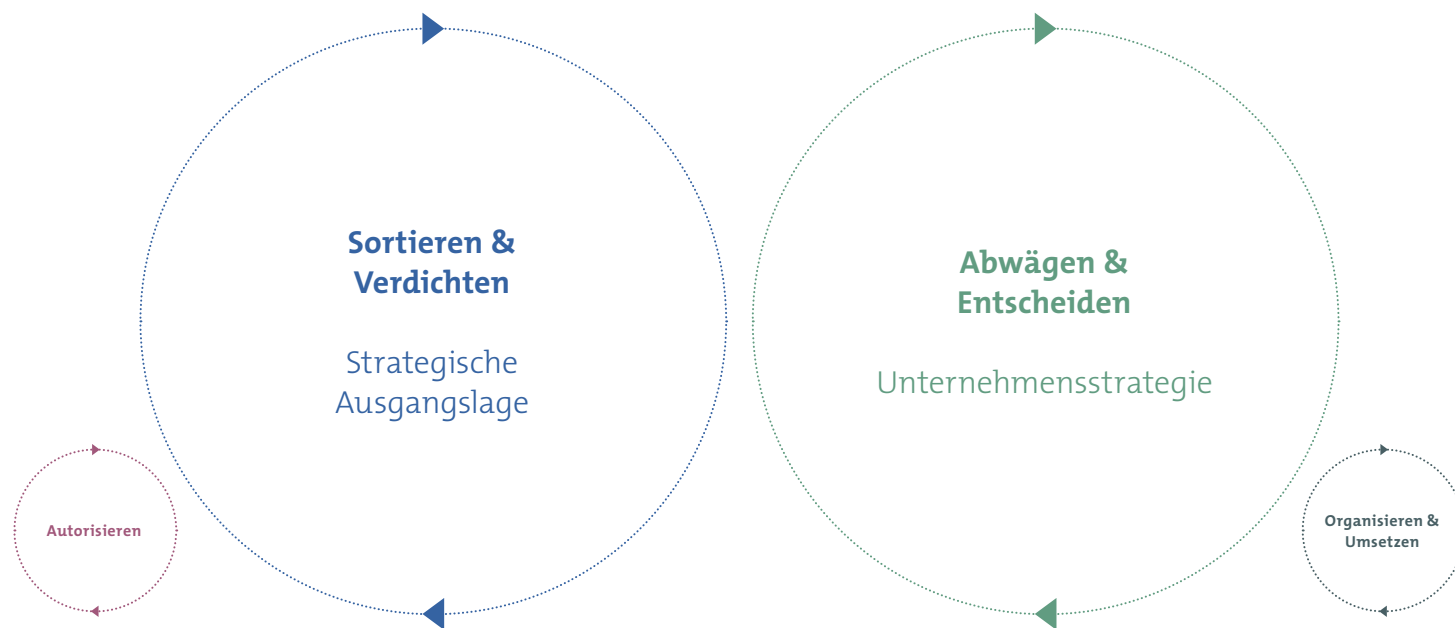 Autorisieren
Sortieren &
Verdichten
Strategische
Ausgangslage
Abwägen &
Entscheiden
Unternehmensstrategie
Organisieren &
Umsetzen